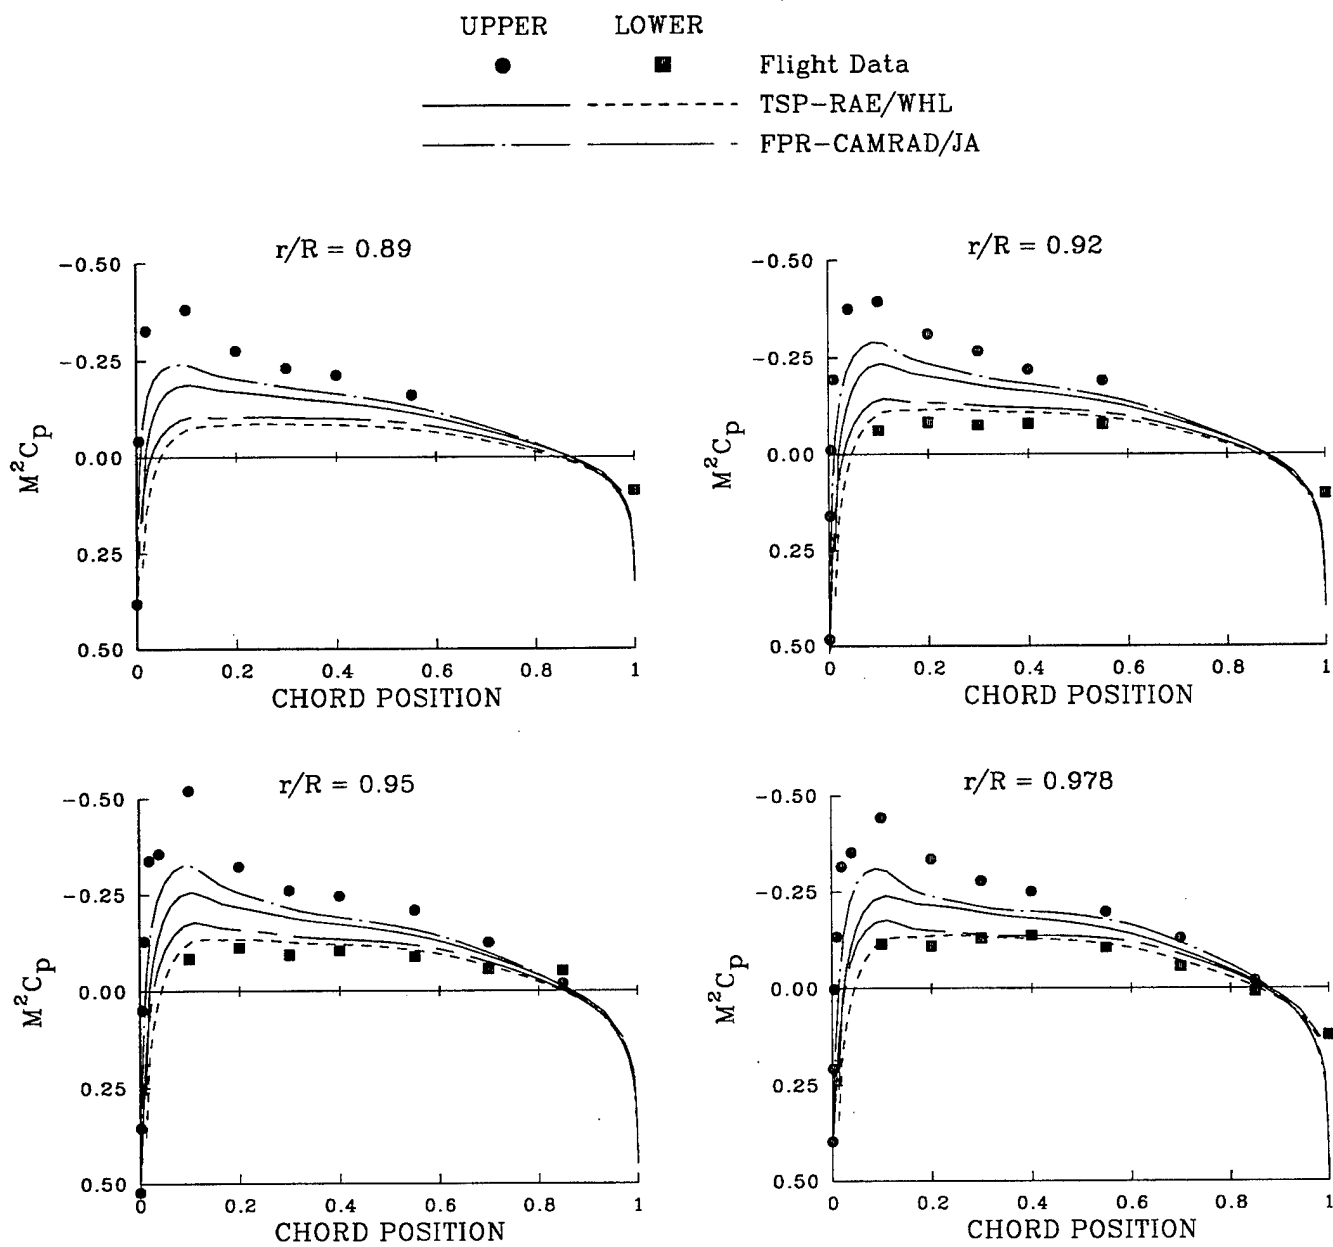 UPPER LOWER
Flight Data
TSP-RAE/WHL
FPR-CAMRAD/JA
r/R = 0.89
-0.50
-0.25
0.00
0.25
0.50
M²Cp
0 0.2 0.4 0.6 0.8 1
CHORD POSITION
r/R = 0.92
-0.50
-0.25
0.00
0.25
0.50
M²Cp
0 0.2 0.4 0.6 0.8 1
CHORD POSITION
r/R = 0.95
-0.50
-0.25
0.00
0.25
0.50
M²Cp
0 0.2 0.4 0.6 0.8 1
CHORD POSITION
r/R = 0.978
-0.50
-0.25
0.00
0.25
0.50
M²Cp
0 0.2 0.4 0.6 0.8 1
CHORD POSITION